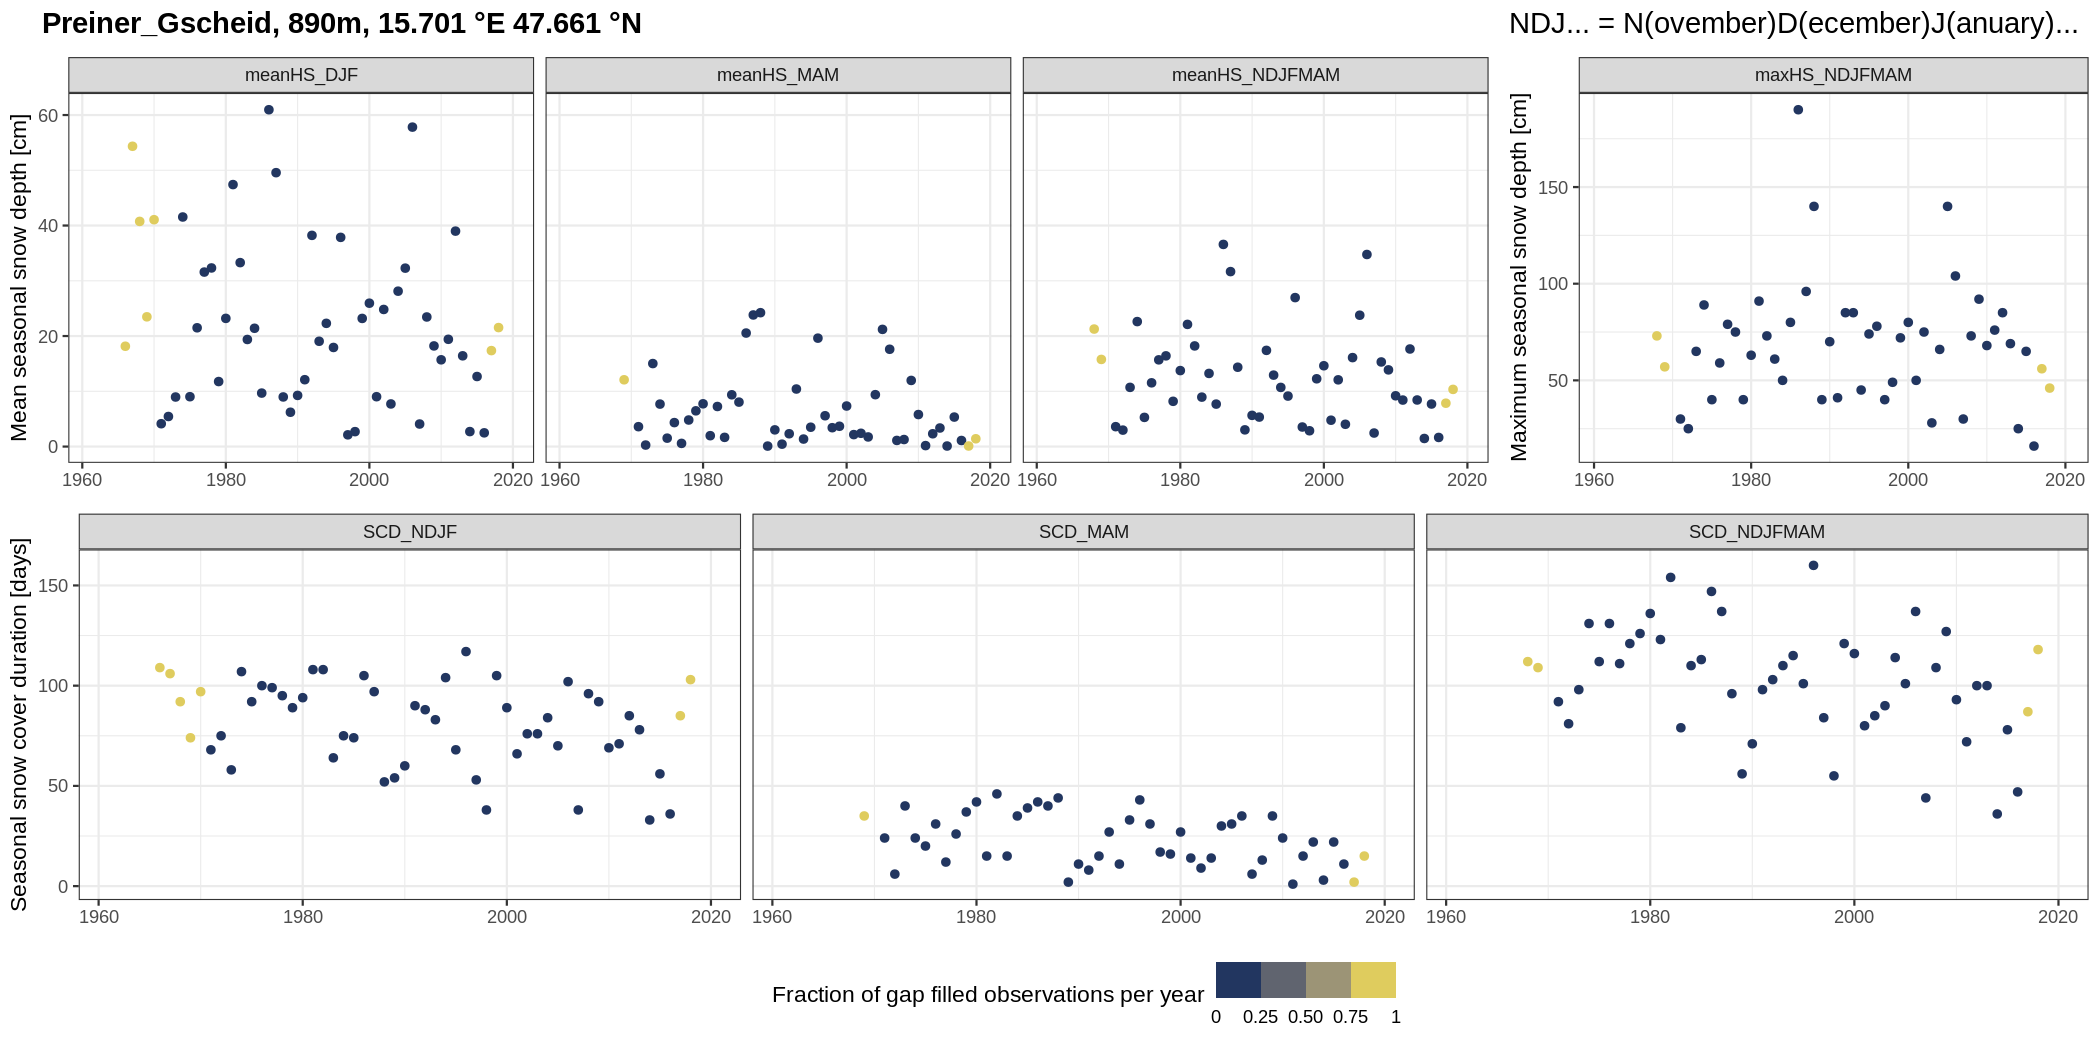 Preiner_Gscheid, 890m, 15.701 °E 47.661 °N
NDJ... = N(ovember)D(ecember)J(anuary)...
meanHS_DJF
meanHS_MAM
meanHS_NDJFMAM
maxHS_NDJFMAM
Mean seasonal snow depth [cm]
60
40
20
0
1960 1980 2000 2020
1960 1980 2000 2020
1960 1980 2000 2020
Maximum seasonal snow depth [cm]
150
100
50
1960 1980 2000 2020
SCD_NDJF
SCD_MAM
SCD_NDJFMAM
Seasonal snow cover duration [days]
150
100
50
0
1960 1980 2000 2020
1960 1980 2000 2020
1960 1980 2000 2020
Fraction of gap filled observations per year
0 0.25 0.50 0.75 1